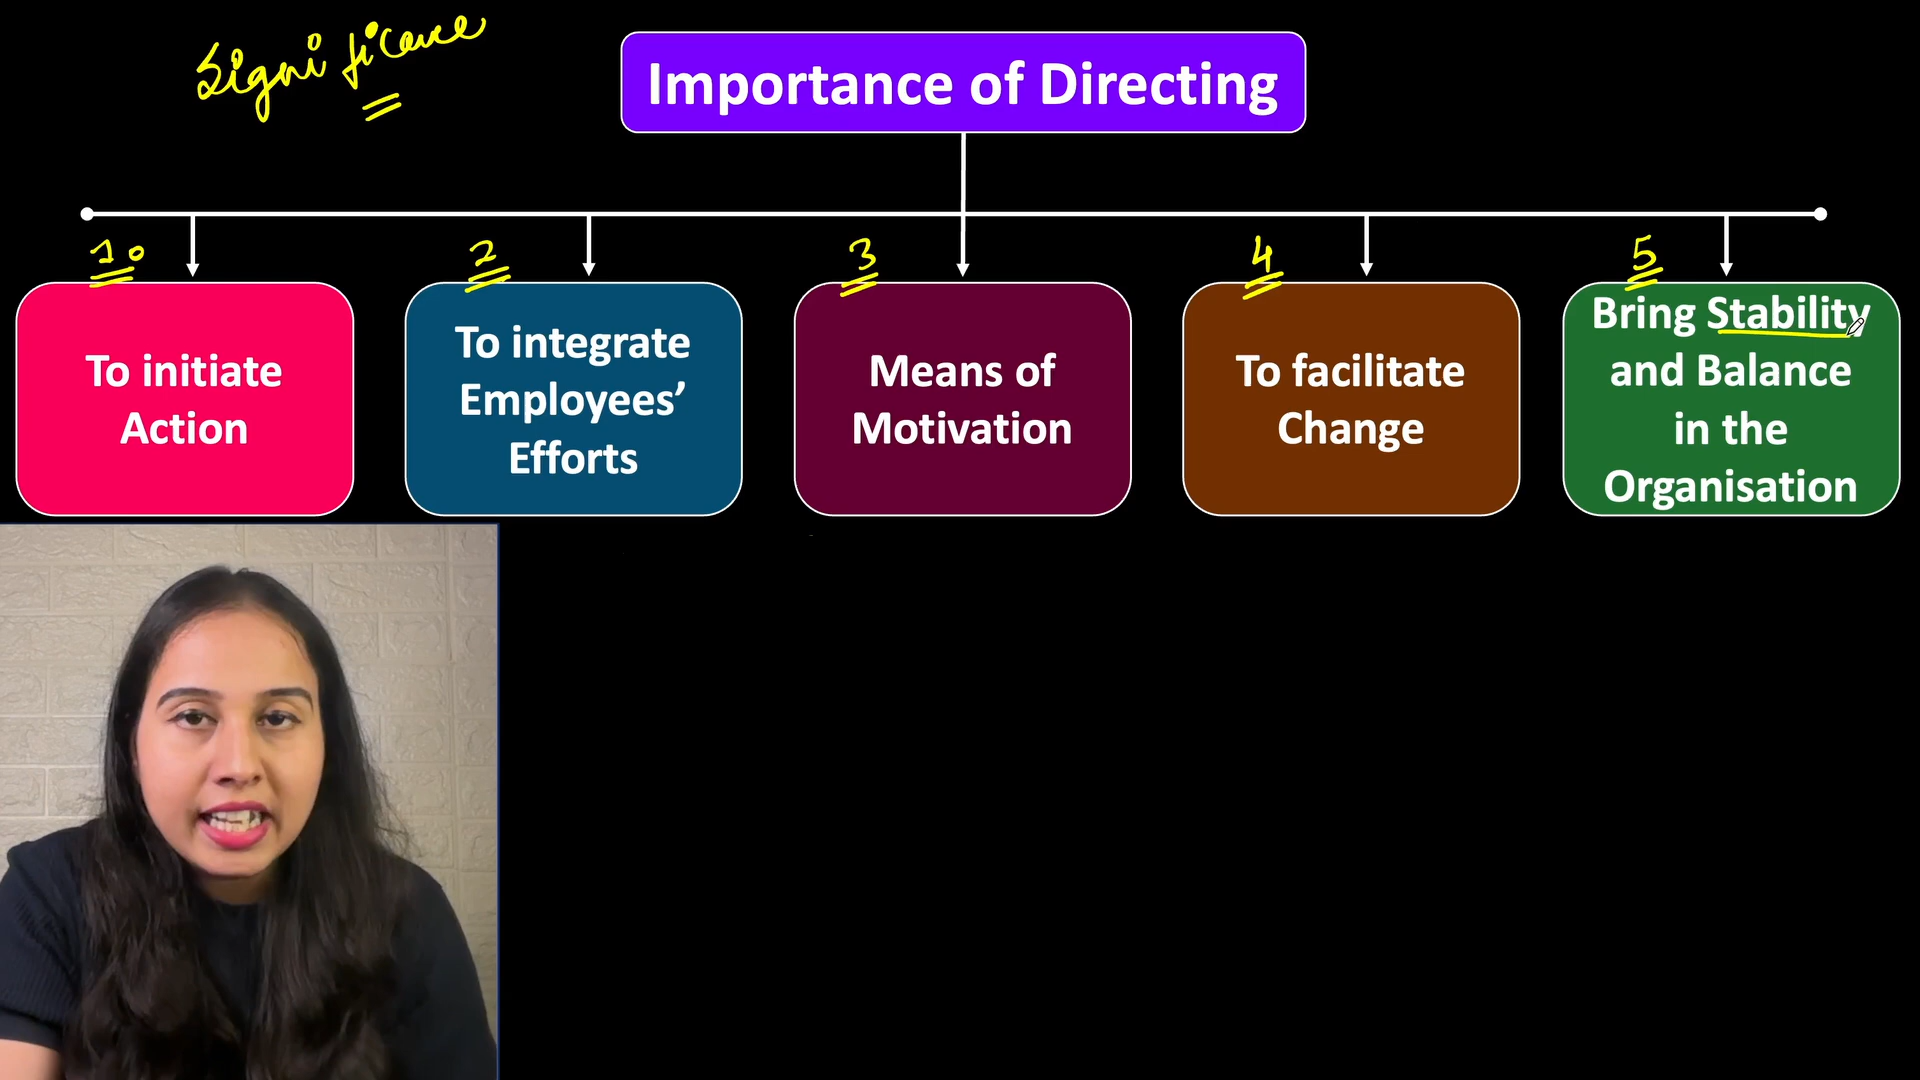 Significance
Importance of Directing
1.
2
3
4
5
To initiate
Action
To integrate
Employees’
Efforts
Means of
Motivation
To facilitate
Change
Bring Stability
and Balance
in the
Organisation